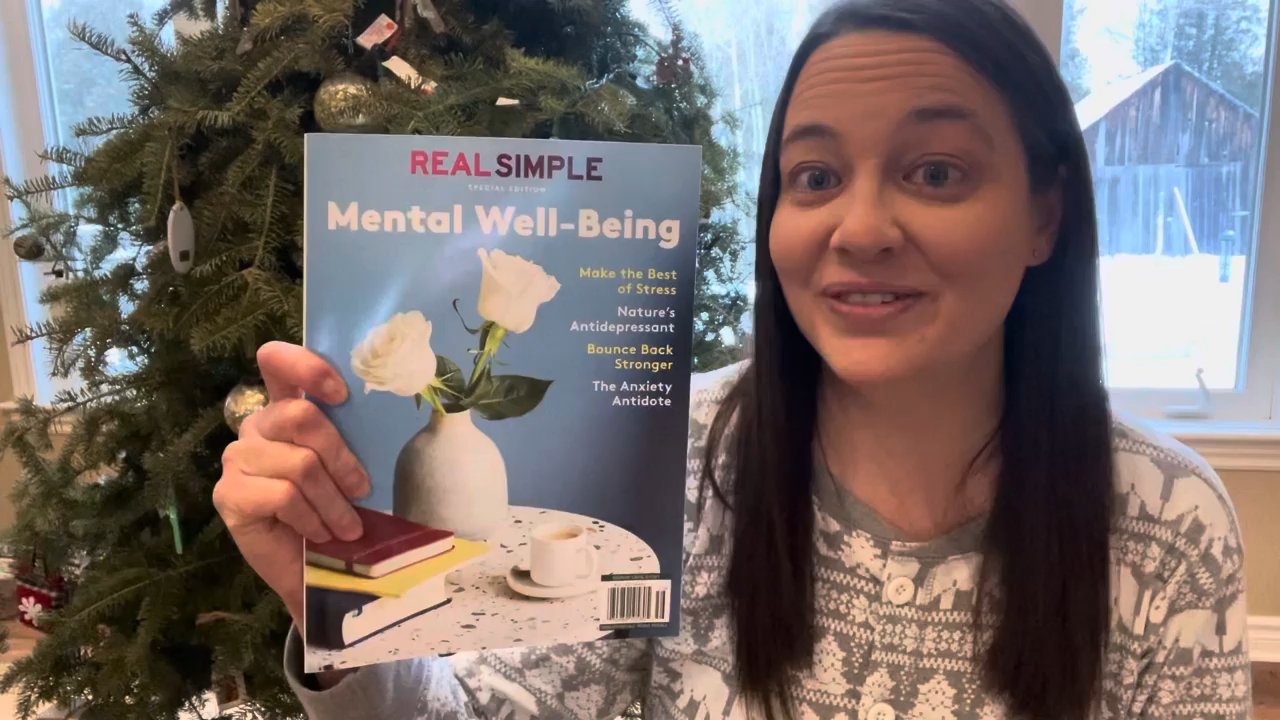 REAL SIMPLE
SPECIAL EDITION
Mental Well-Being
Make the Best
of Stress
Nature's
Antidepressant
Bounce Back
Stronger
The Anxiety
Antidote